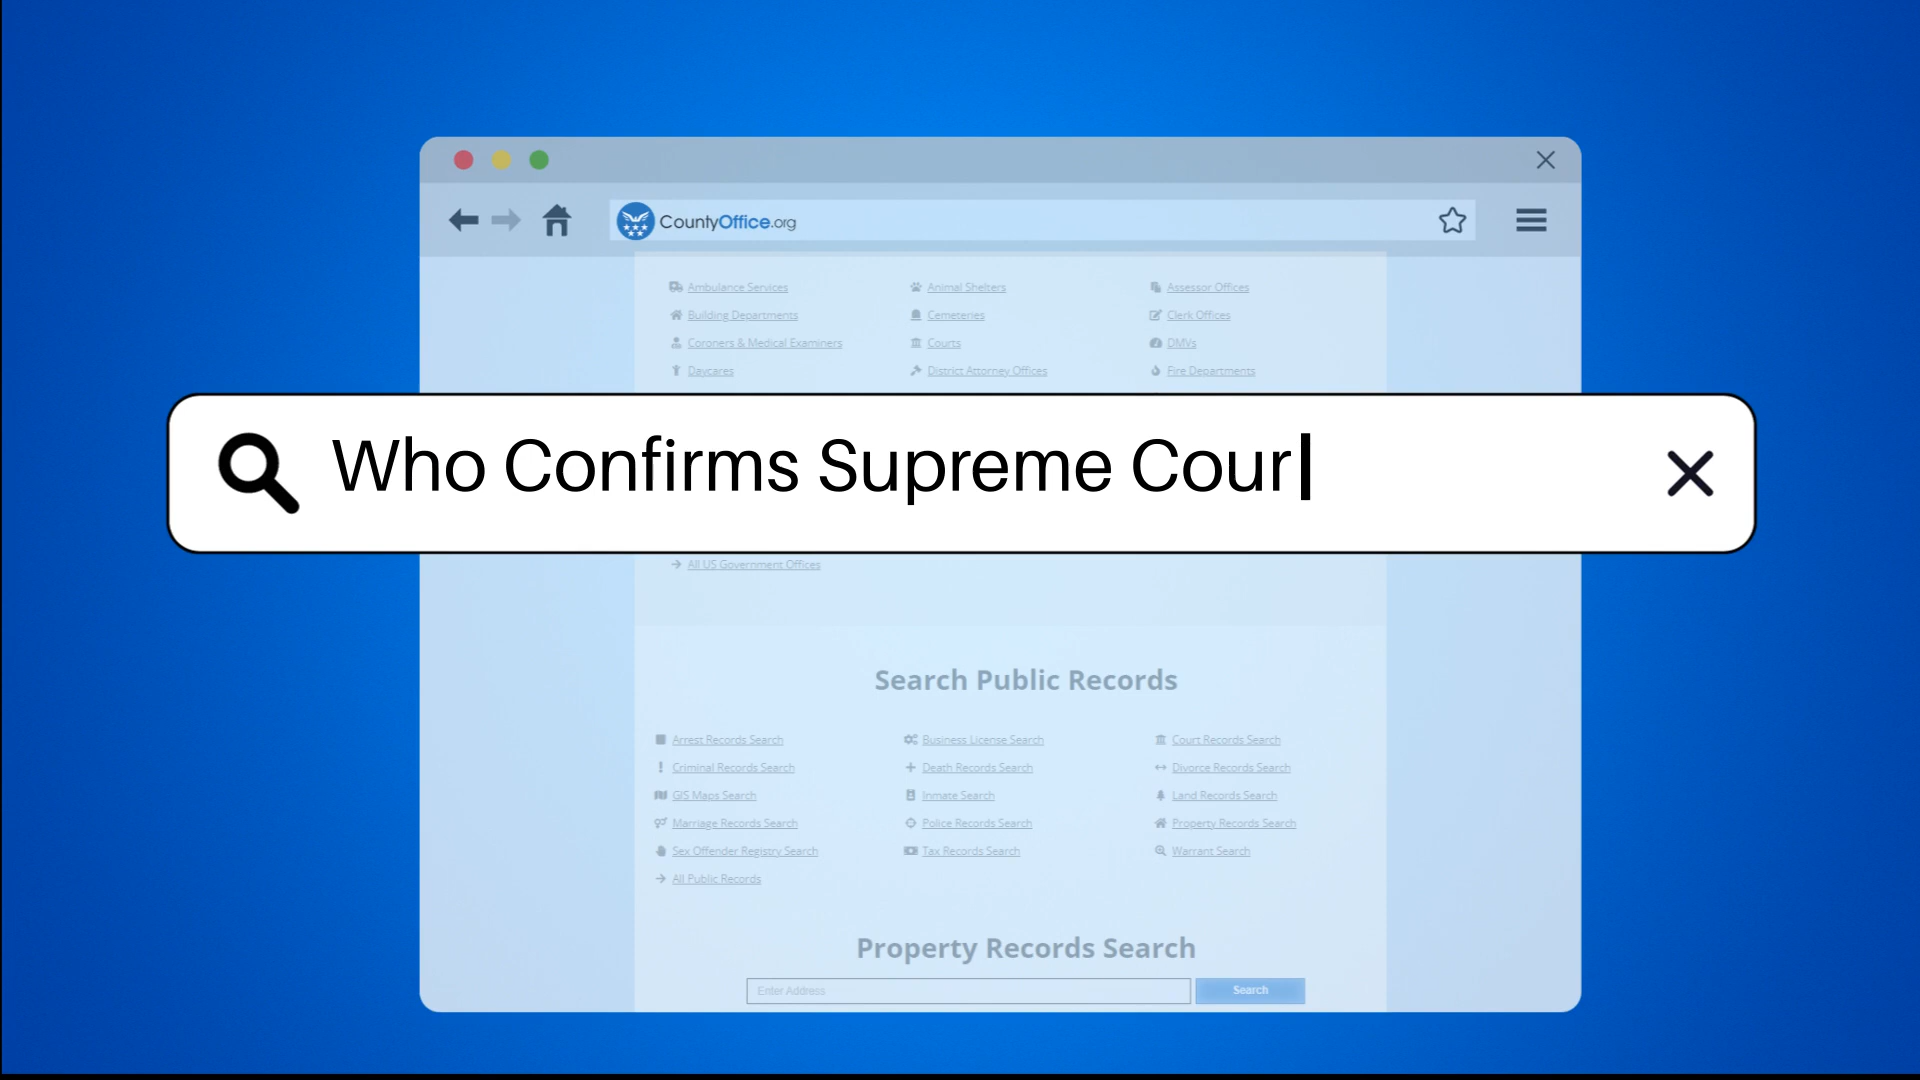 CountyOffice.org
Ambulance Services Animal Shelters Assessor Offices
Building Departments Cemeteries Clerk Offices
Coroners & Medical Examiners Courts DMVs
Daycares District Attorney Offices Fire Departments
Who Confirms Supreme Cour
All US Government Offices
Search Public Records
Arrest Records Search Business License Search Court Records Search
Criminal Records Search Death Records Search Divorce Records Search
GIS Maps Search Inmate Search Land Records Search
Marriage Records Search Police Records Search Property Records Search
Sex Offender Registry Search Tax Records Search Warrant Search
All Public Records
Property Records Search
Enter Address Search